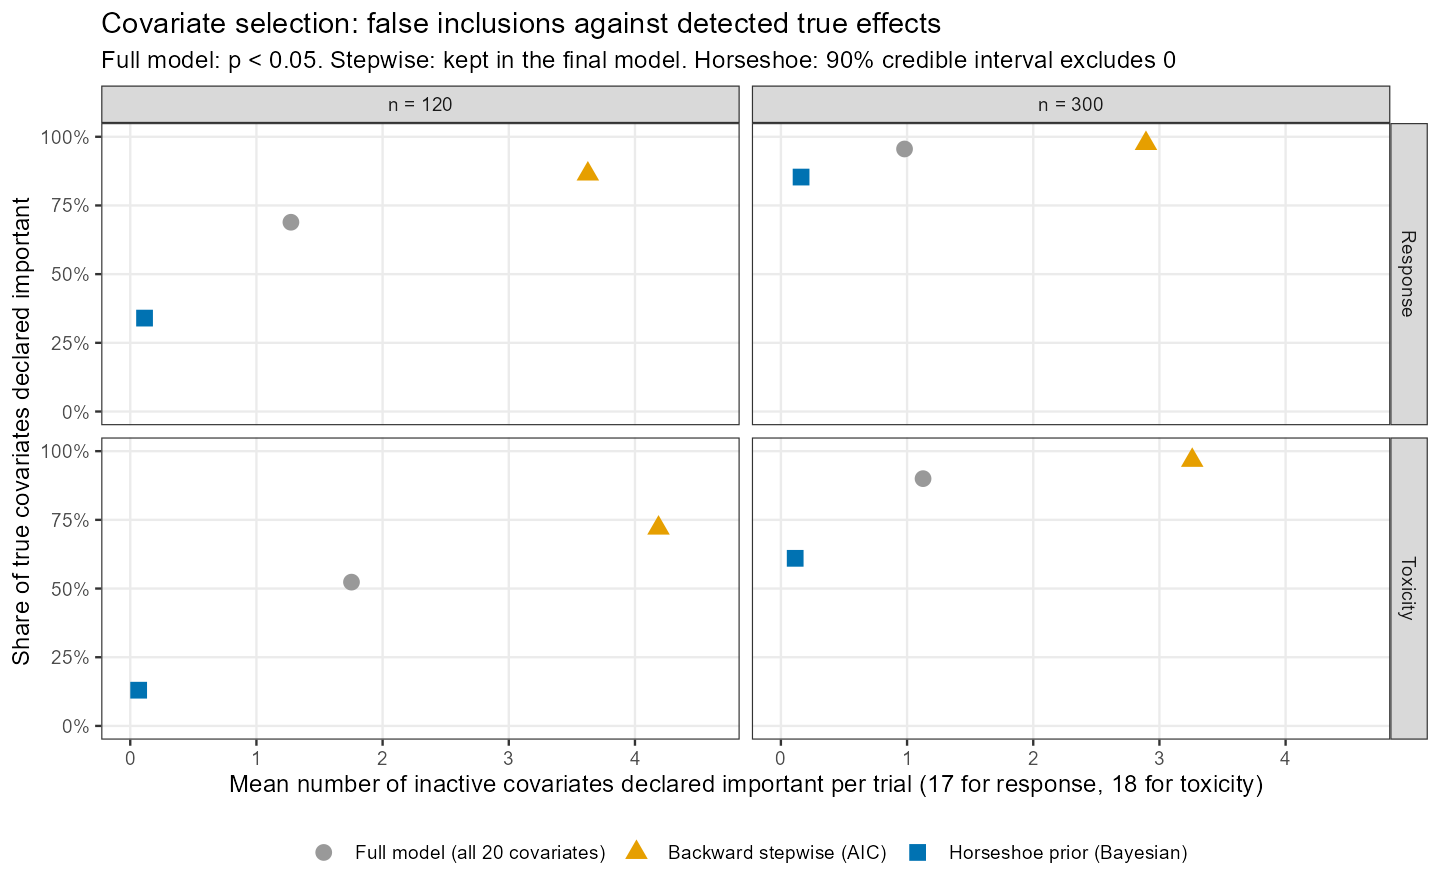 Covariate selection: false inclusions against detected true effects
Full model: p < 0.05. Stepwise: kept in the final model. Horseshoe: 90% credible interval excludes 0
n = 120
n = 300
Share of true covariates declared important
100%
75%
50%
25%
0%
Response
100%
75%
50%
25%
0%
Toxicity
0 1 2 3 4
0 1 2 3 4
Mean number of inactive covariates declared important per trial (17 for response, 18 for toxicity)
Full model (all 20 covariates) Backward stepwise (AIC) Horseshoe prior (Bayesian)